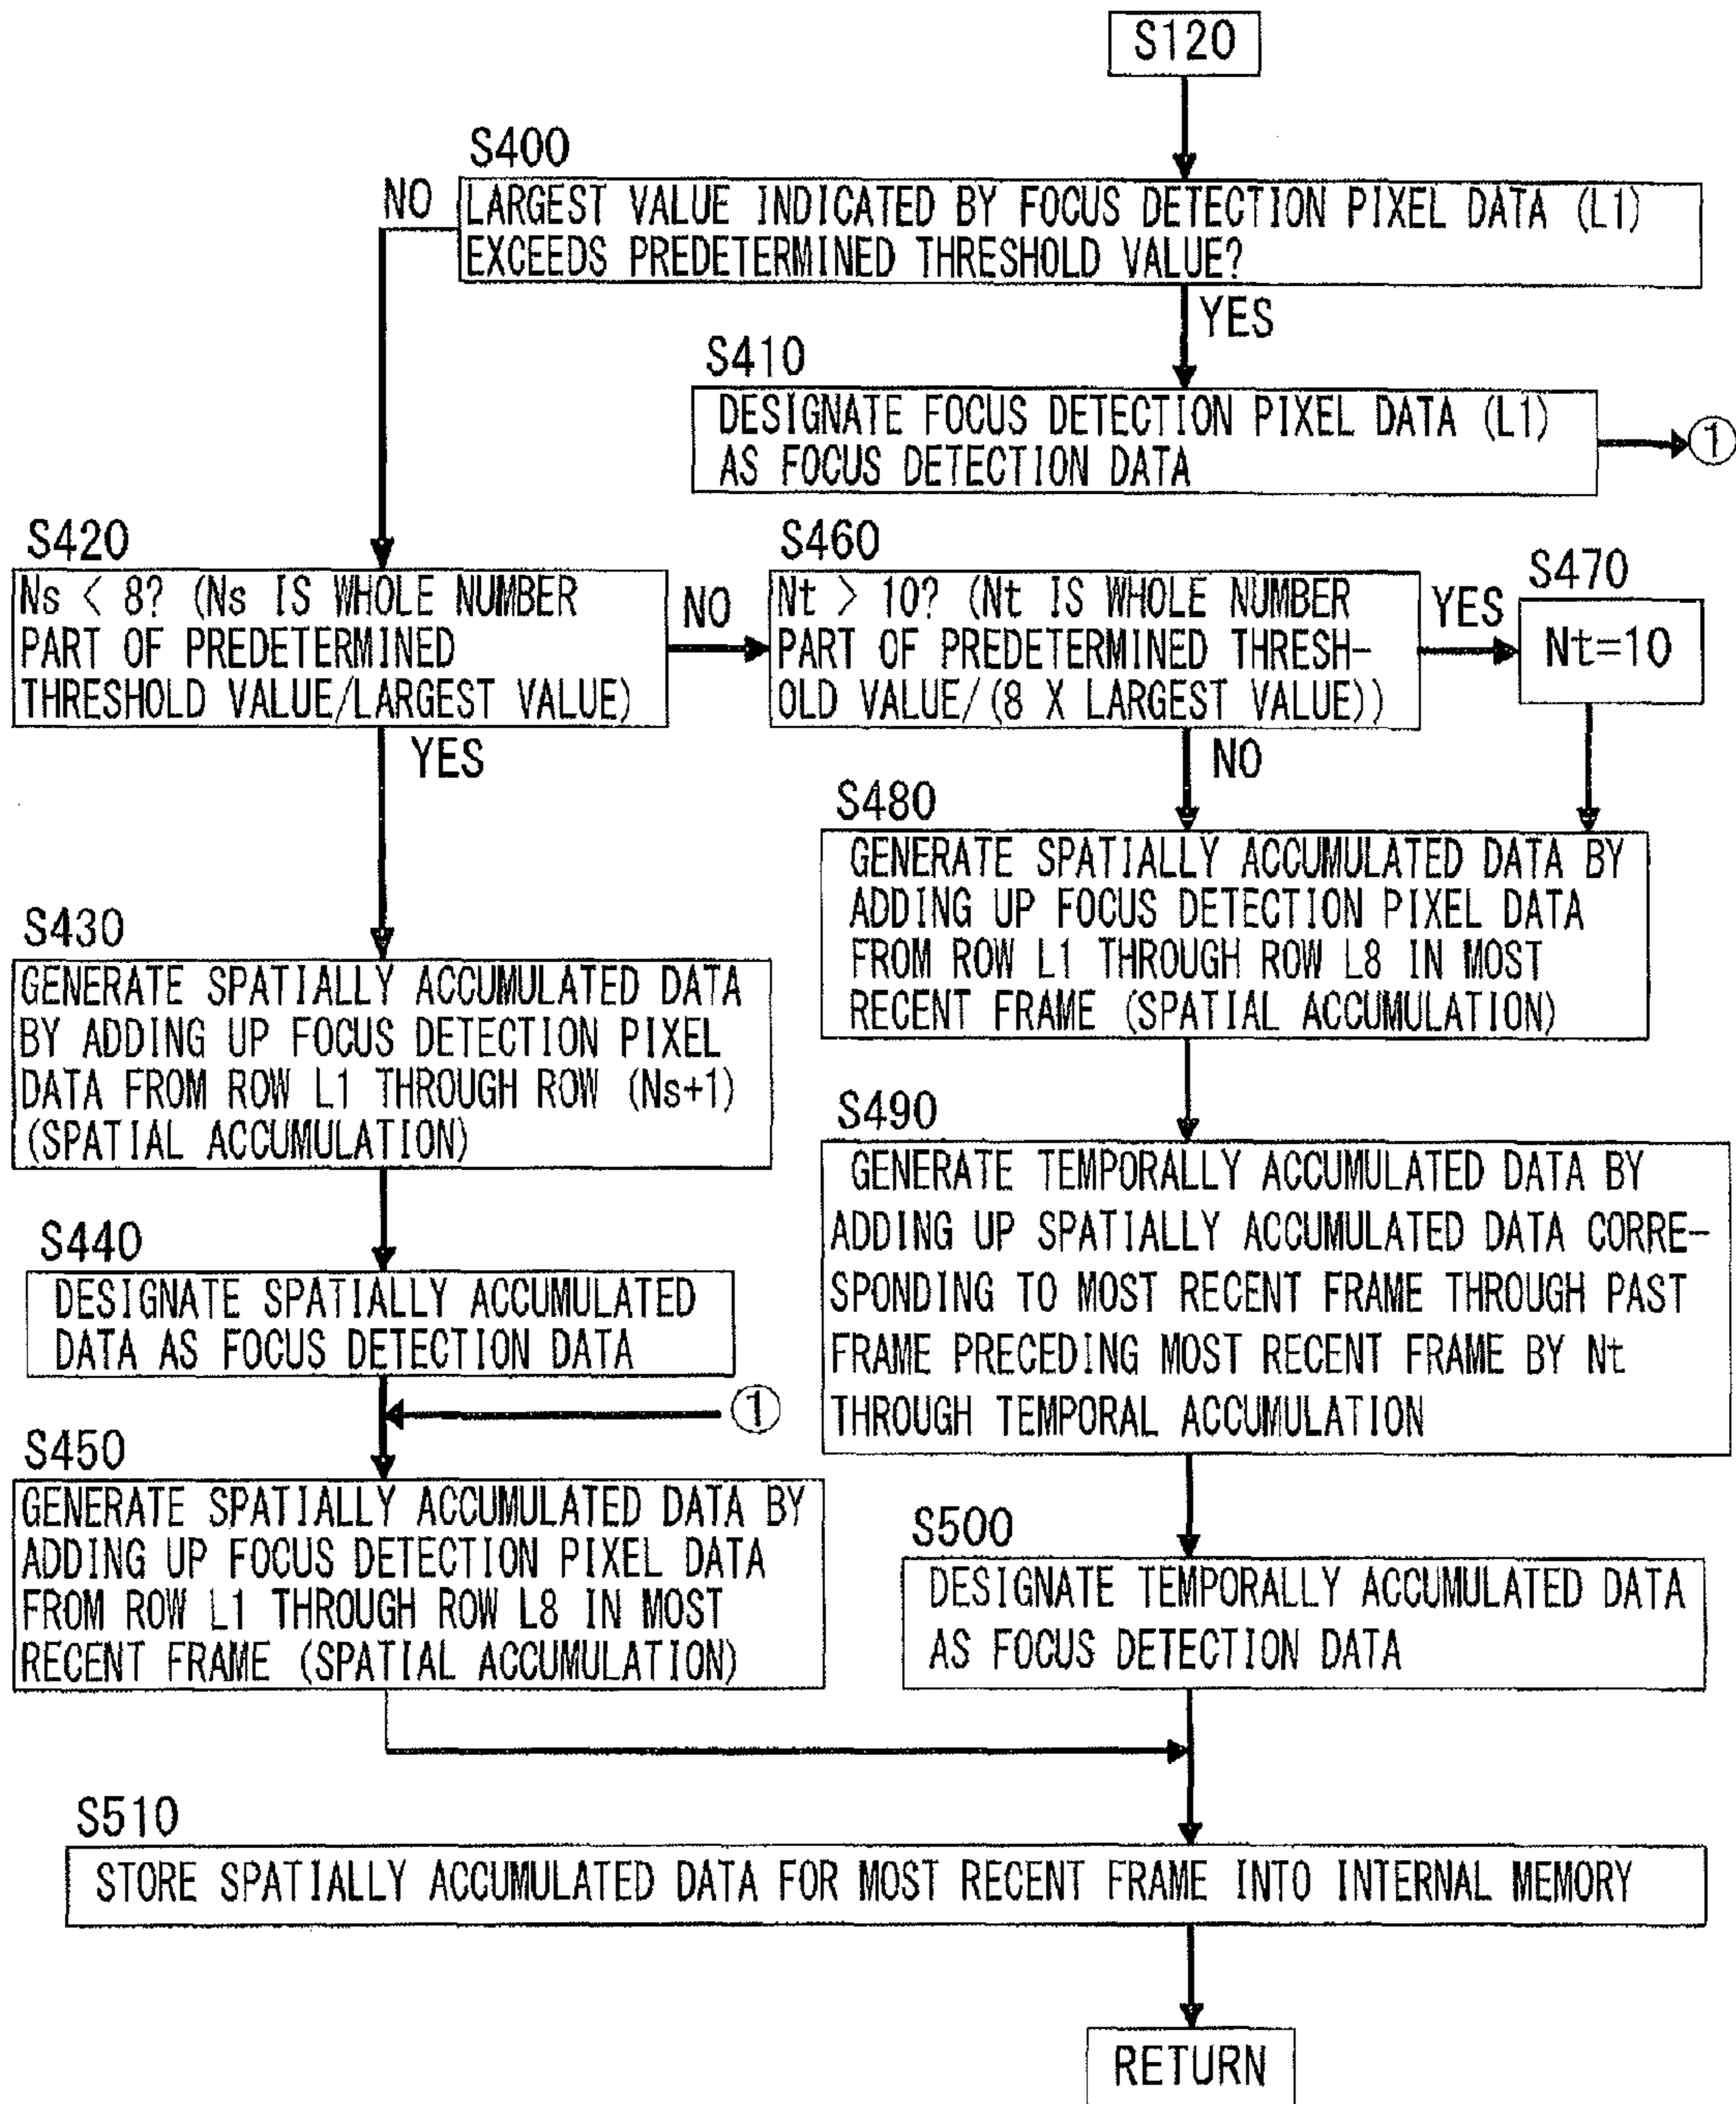 S120
S400
NO
LARGEST VALUE INDICATED BY FOCUS DETECTION PIXEL DATA (L1)
EXCEEDS PREDETERMINED THRESHOLD VALUE?
YES
S410
DESIGNATE FOCUS DETECTION PIXEL DATA (L1)
AS FOCUS DETECTION DATA
①
S420
Ns < 8? (Ns IS WHOLE NUMBER
PART OF PREDETERMINED
THRESHOLD VALUE/LARGEST VALUE)
NO
YES
S460
Nt > 10? (Nt IS WHOLE NUMBER
PART OF PREDETERMINED THRESH-
OLD VALUE/(8 X LARGEST VALUE))
YES
NO
S470
Nt=10
S430
GENERATE SPATIALLY ACCUMULATED DATA
BY ADDING UP FOCUS DETECTION PIXEL
DATA FROM ROW L1 THROUGH ROW (Ns+1)
(SPATIAL ACCUMULATION)
S440
DESIGNATE SPATIALLY ACCUMULATED
DATA AS FOCUS DETECTION DATA
①
S450
GENERATE SPATIALLY ACCUMULATED DATA BY
ADDING UP FOCUS DETECTION PIXEL DATA
FROM ROW L1 THROUGH ROW L8 IN MOST
RECENT FRAME (SPATIAL ACCUMULATION)
S480
GENERATE SPATIALLY ACCUMULATED DATA BY
ADDING UP FOCUS DETECTION PIXEL DATA
FROM ROW L1 THROUGH ROW L8 IN MOST
RECENT FRAME (SPATIAL ACCUMULATION)
S490
GENERATE TEMPORALLY ACCUMULATED DATA BY
ADDING UP SPATIALLY ACCUMULATED DATA CORRE-
SPONDING TO MOST RECENT FRAME THROUGH PAST
FRAME PRECEDING MOST RECENT FRAME BY Nt
THROUGH TEMPORAL ACCUMULATION
S500
DESIGNATE TEMPORALLY ACCUMULATED DATA
AS FOCUS DETECTION DATA
S510
STORE SPATIALLY ACCUMULATED DATA FOR MOST RECENT FRAME INTO INTERNAL MEMORY
RETURN